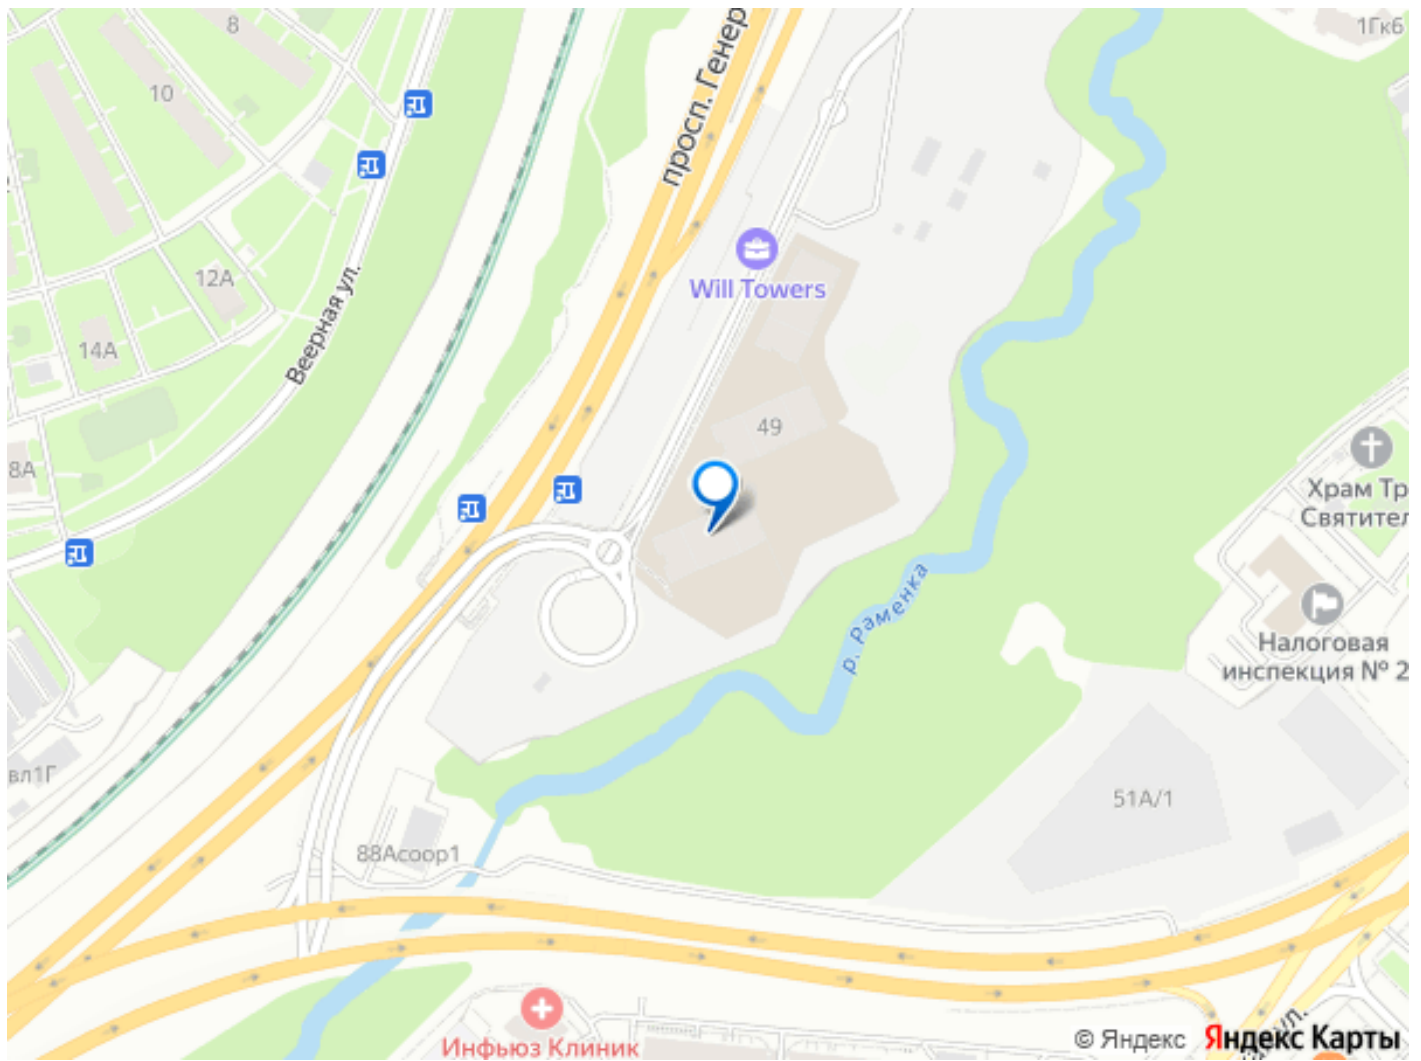 8
1Гк6
10
просп. Генер
12А
Will Towers
Веерная ул.
14А
49
8А
Храм Тр
Святител
р. Раменка
Налоговая
инспекция № 2
вл1Г
51А/1
88Асоор1
ул.
Инфьюз Клиник
© Яндекс Яндекс Карты